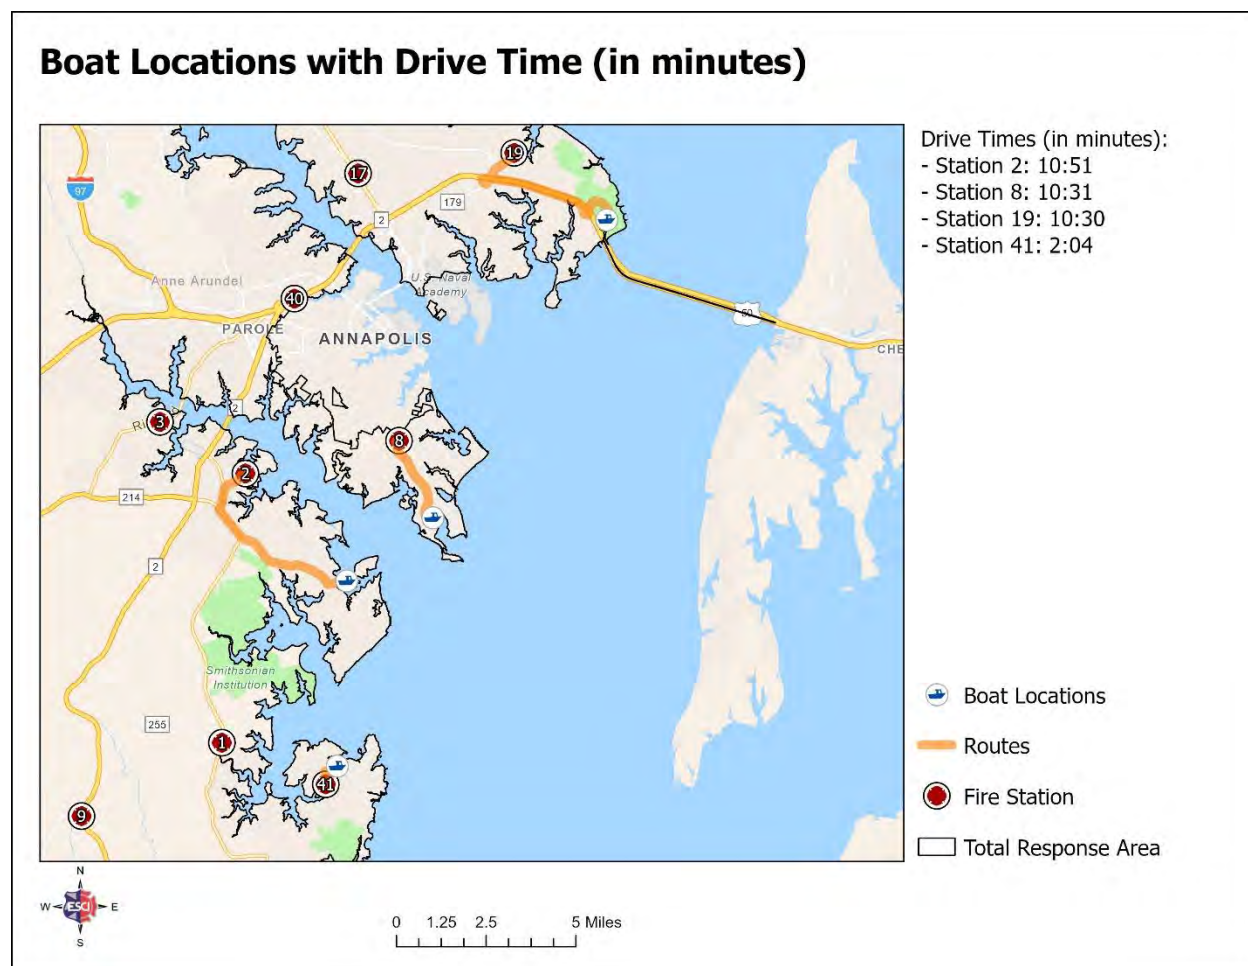 Boat Locations with Drive Time (in minutes)
Drive Times (in minutes):
- Station 2: 10:51
- Station 8: 10:31
- Station 19: 10:30
- Station 41: 2:04
19
17
97
179
2
U.S. Naval
Academy
Anne Arundel
40
50
PAROLE
ANNAPOLIS
CHE
2
3
8
2
214
2
Smithsonian
Institution
255
1
41
9
Boat Locations
Routes
Fire Station
Total Response Area
N
W
ESCI
E
S
0 1.25 2.5 5 Miles